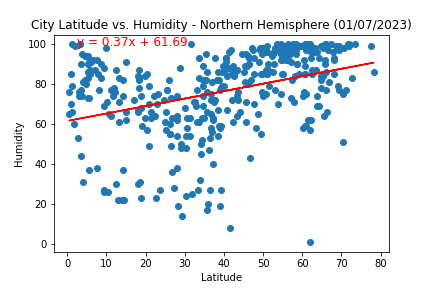 City Latitude vs. Humidity - Northern Hemisphere (01/07/2023)
y = 0.37x + 61.69
100
80
60
40
20
0
Humidity
0 10 20 30 40 50 60 70 80
Latitude